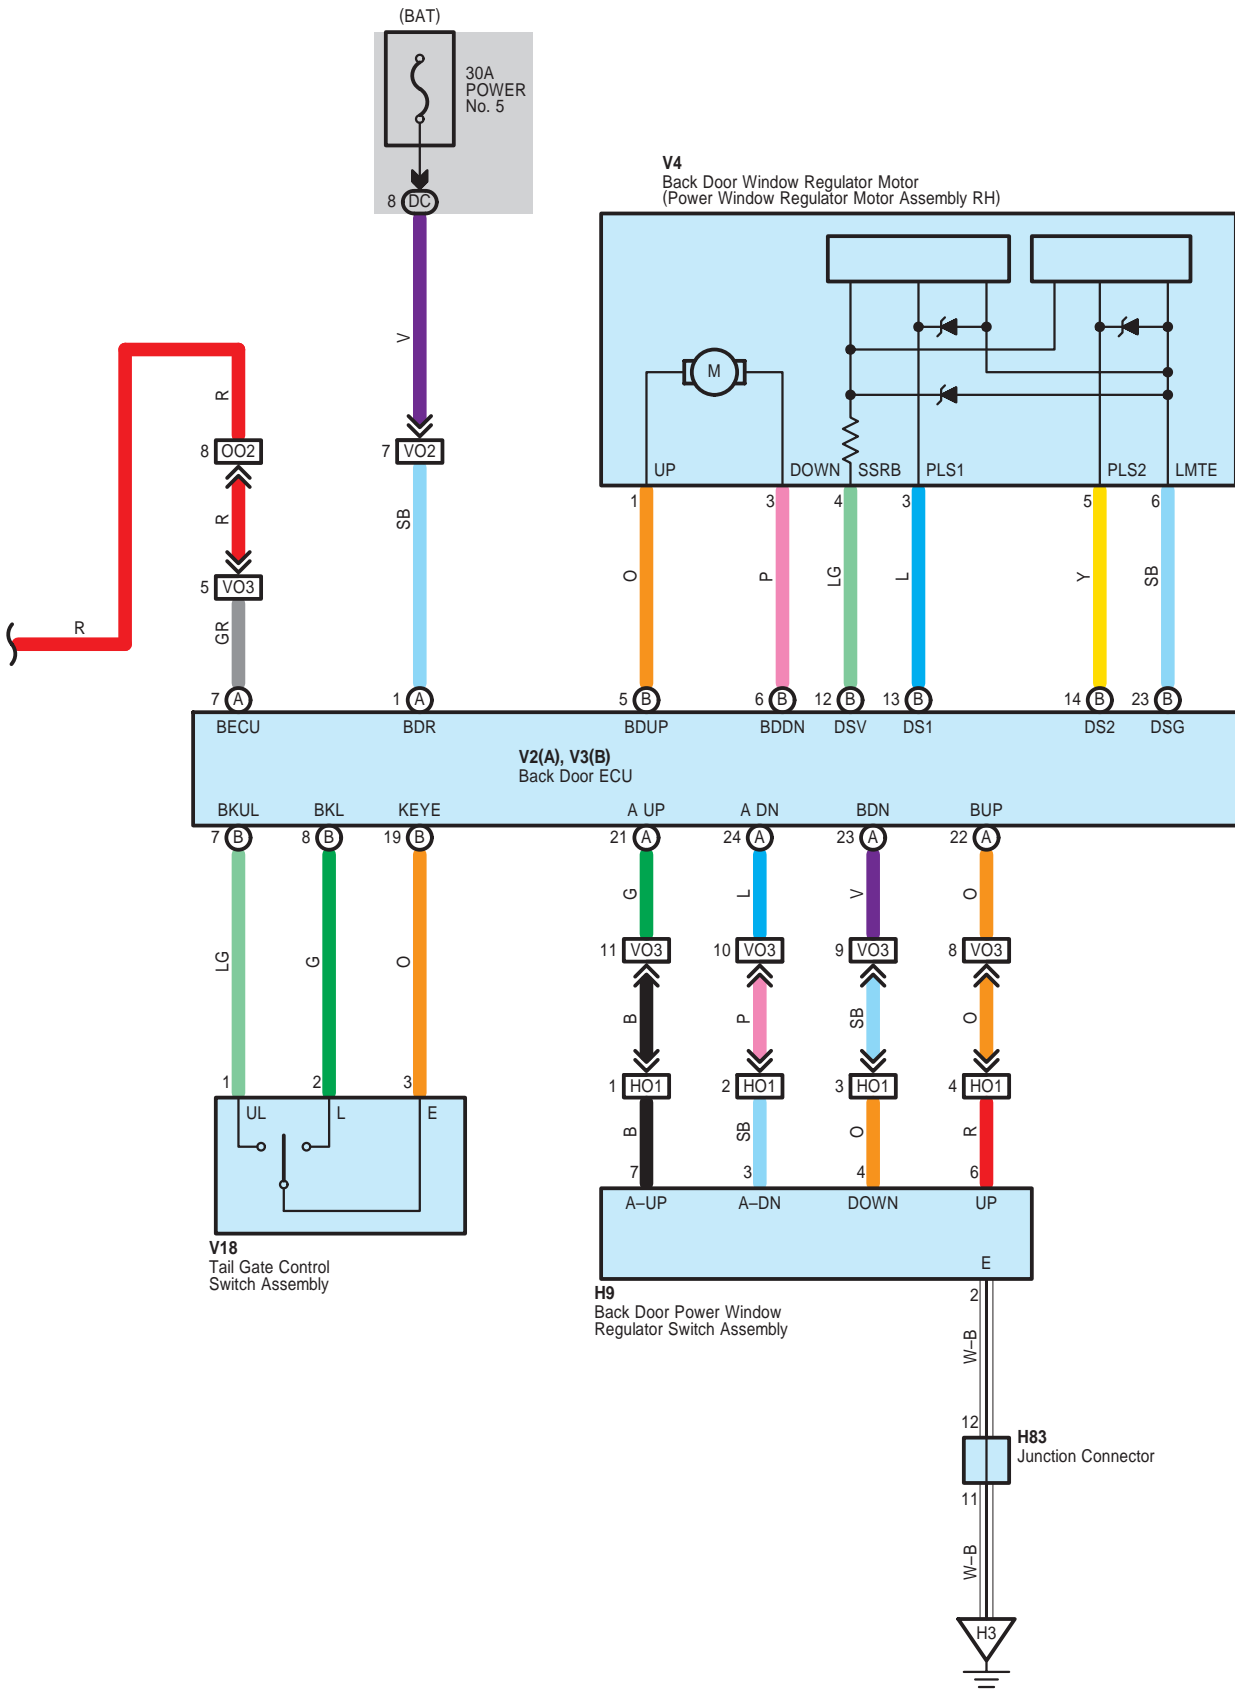 (BAT)
30A
POWER
No. 5
8 DC
V4
Back Door Window Regulator Motor
(Power Window Regulator Motor Assembly RH)
M
UP DOWN SSRB PLS1 PLS2 LMTE
1 3 4 3 5 6
V
R
8 OO2
7 VO2
R
SB
O P LG L Y SB
5 VO3
R
GR
7 A 1 A 5 B 6 B 12 B 13 B 14 B 23 B
BECU BDR BDUP BDDN DSV DS1 DS2 DSG
V2(A), V3(B)
Back Door ECU
BKUL BKL KEYE A UP A DN BDN BUP
7 B 8 B 19 B 21 A 24 A 23 A 22 A
G L V O
11 VO3 10 VO3 9 VO3 8 VO3
LG G O
B P SB O
1 2 3
1 HO1 2 HO1 3 HO1 4 HO1
UL L E
B SB O R
7 3 4 6
A–UP A–DN DOWN UP
V18
Tail Gate Control
Switch Assembly
E
H9
Back Door Power Window
Regulator Switch Assembly
2
W–B
12
H83
Junction Connector
11
W–B
H3